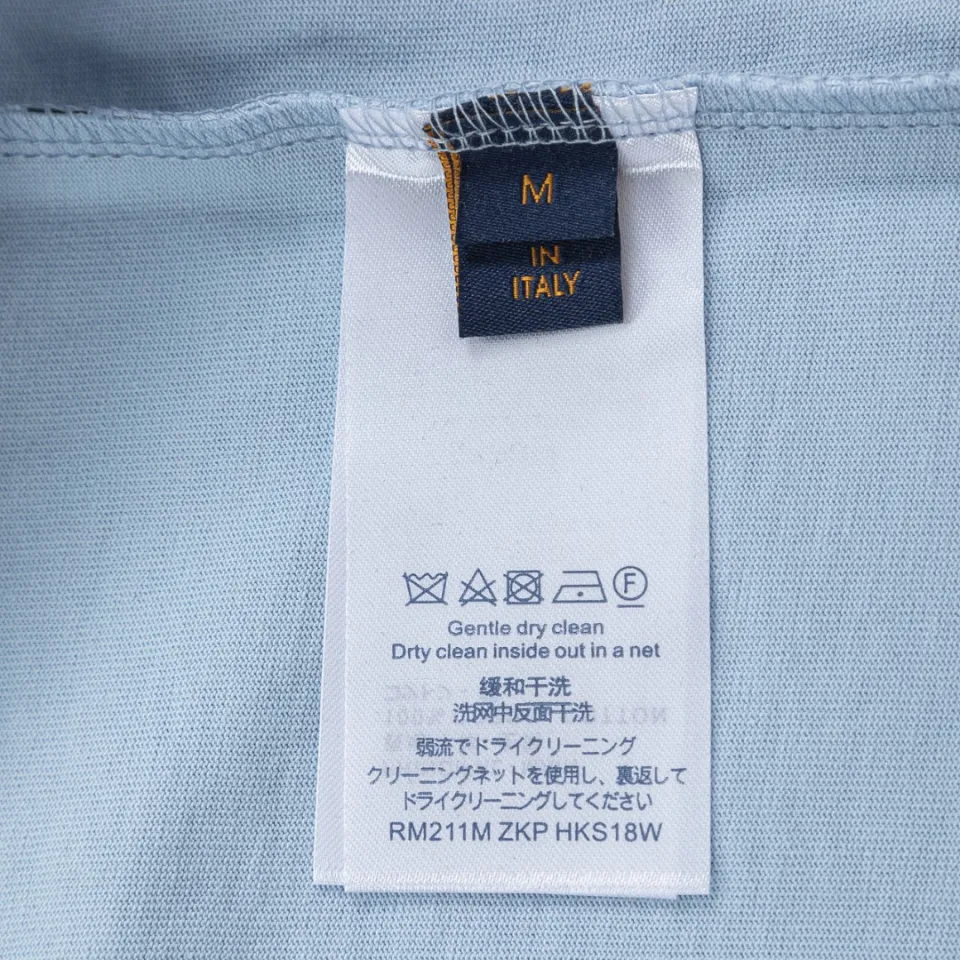 M
IN
ITALY
F
Gentle dry clean
Drty clean inside out in a net
缓和干洗
洗网中反面干洗
弱流でドライクリーニング
クリーニングネットを使用し、裏返して
ドライクリーニングしてください
RM211M ZKP HKS18W